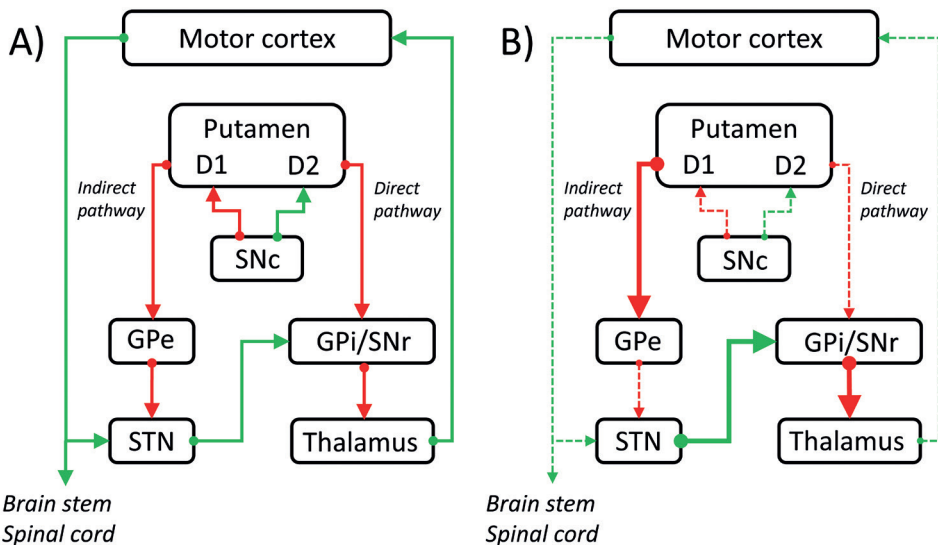 A)
Motor cortex
Putamen
D1 D2
Indirect
pathway
Direct
pathway
SNc
GPe
GPi/SNr
STN
Thalamus
Brain stem
Spinal cord
B)
Motor cortex
Putamen
D1 D2
Indirect
pathway
Direct
pathway
SNc
GPe
GPi/SNr
STN
Thalamus
Brain stem
Spinal cord